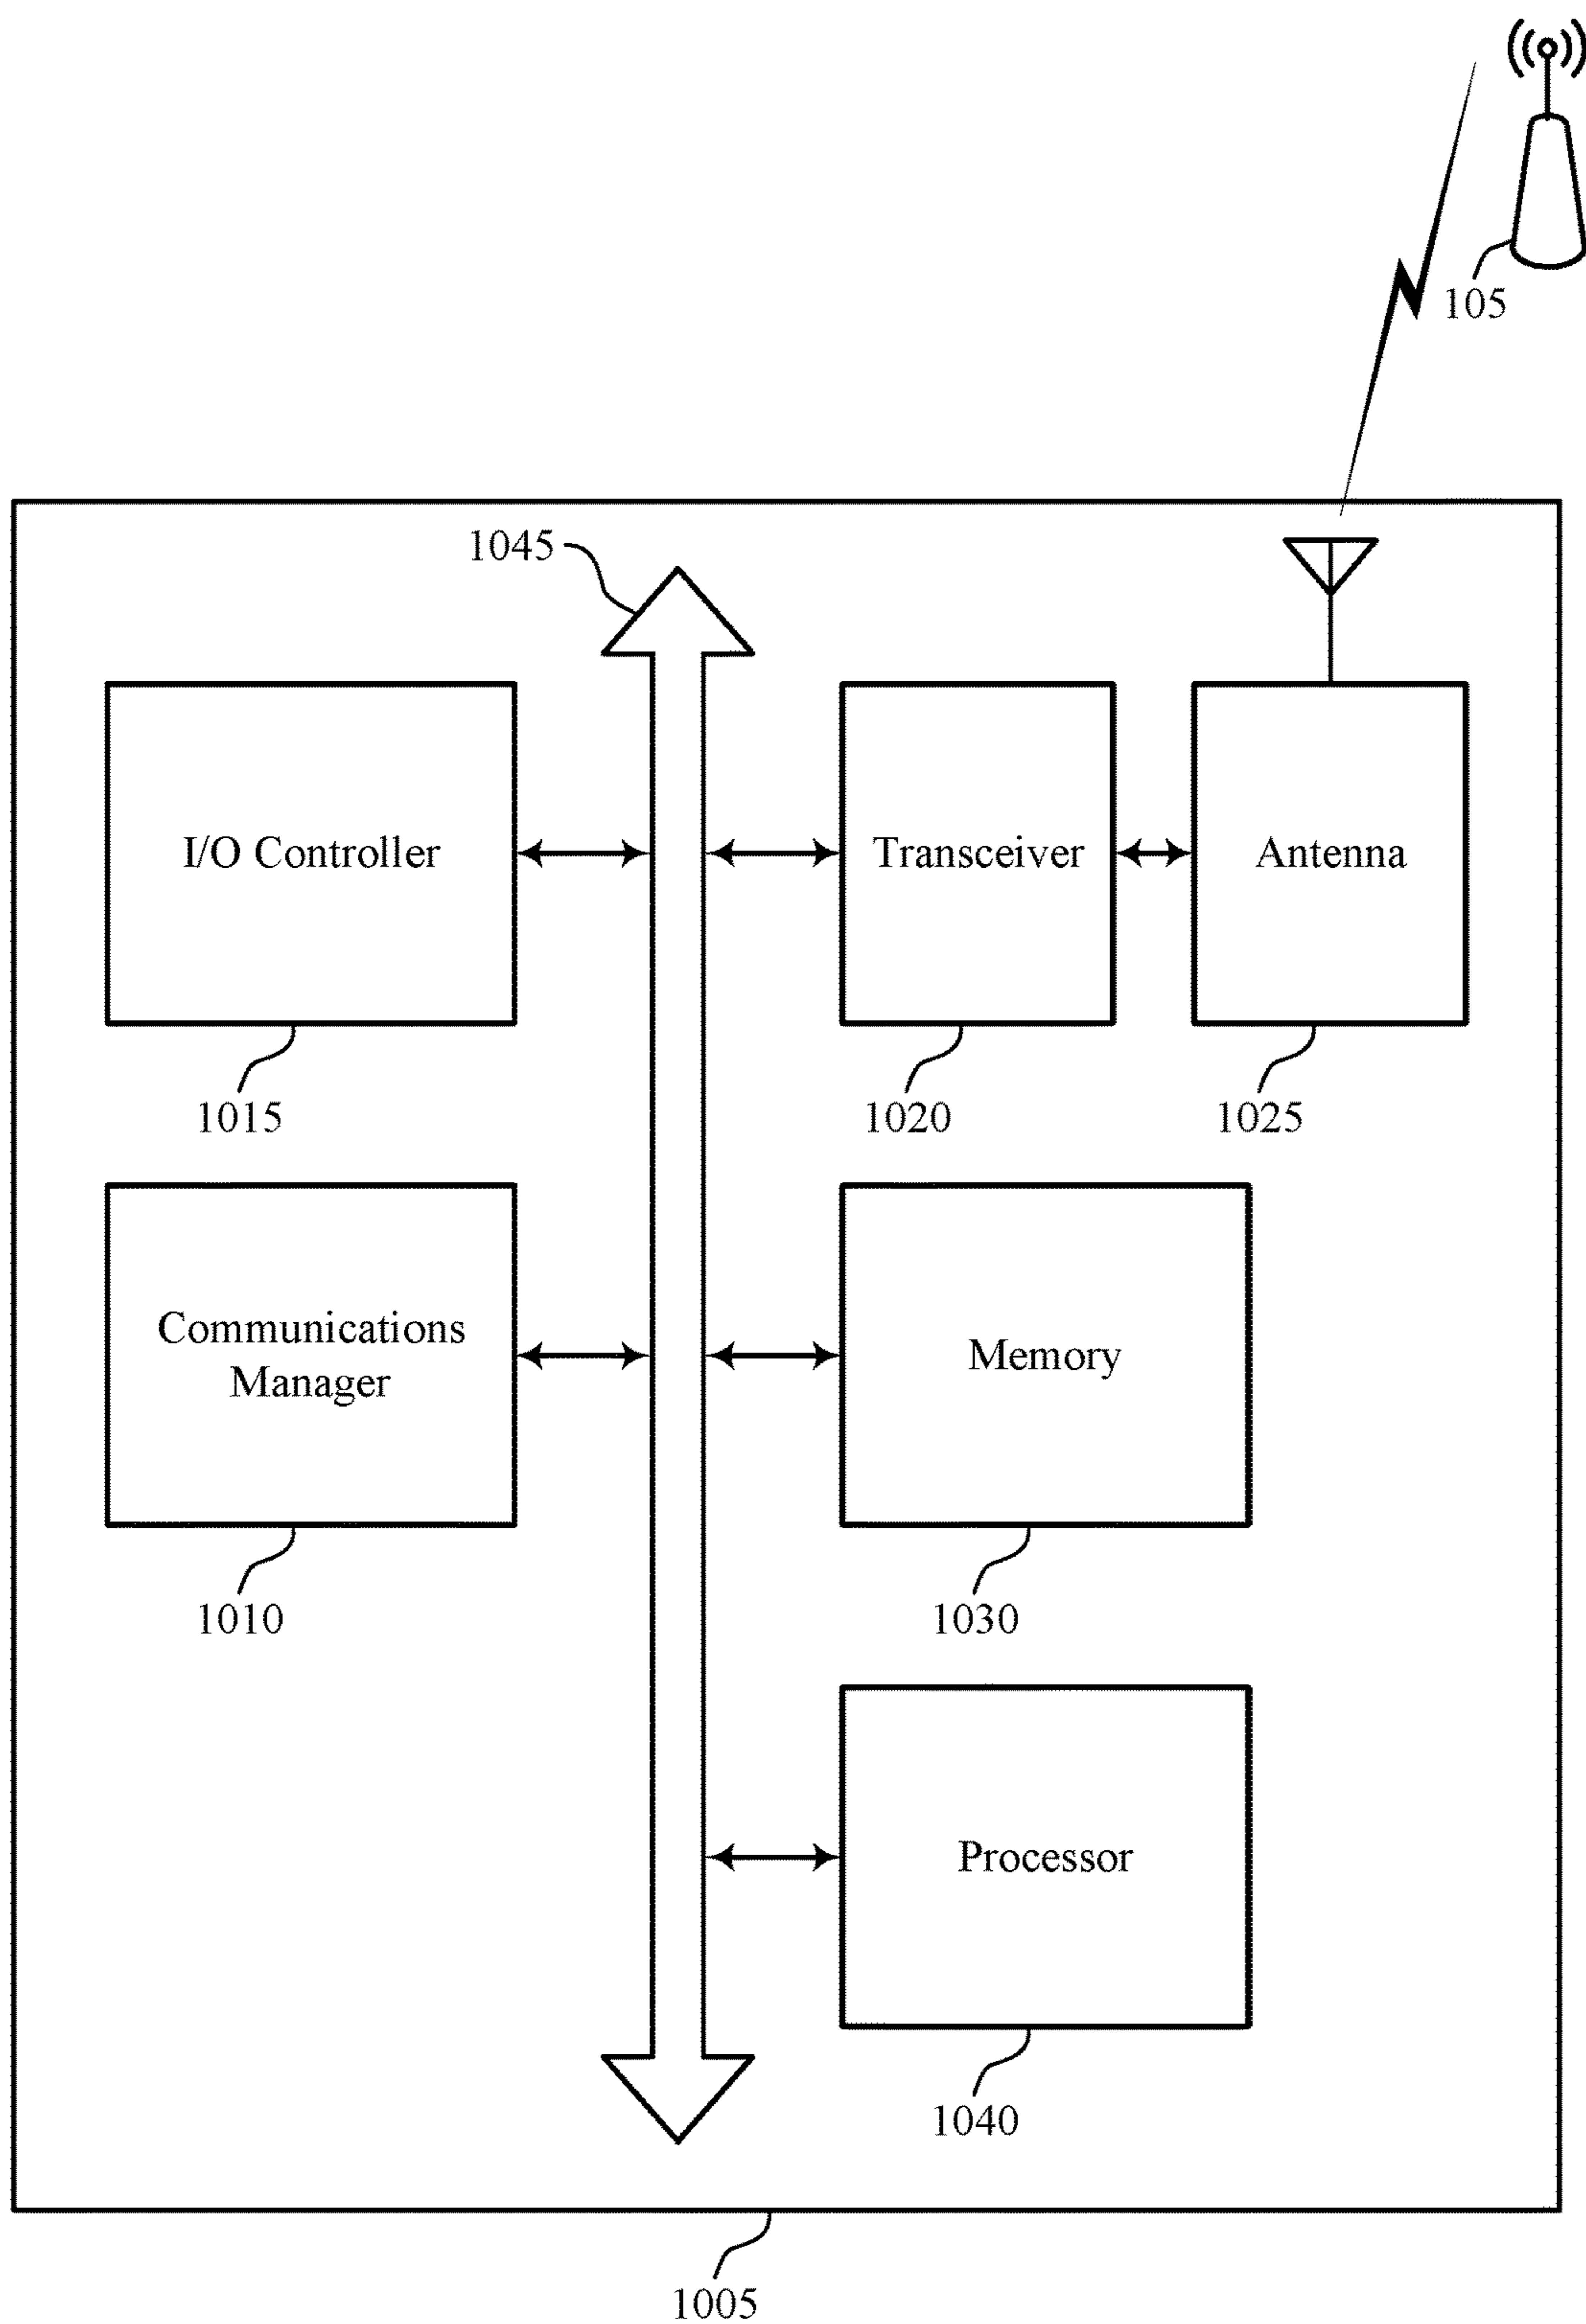 105
1045
I/O Controller
Transceiver
Antenna
1015
1020
1025
Communications
Manager
Memory
1010
1030
Processor
1040
1005